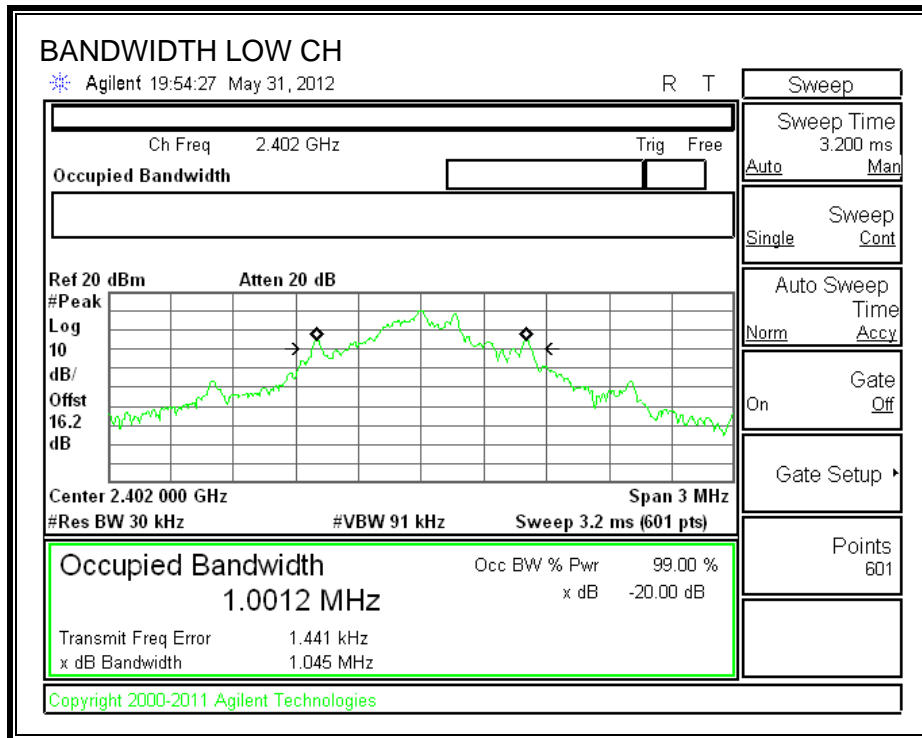 BANDWIDTH LOW CH
Agilent 19:54:27 May 31, 2012 R T
Ch Freq 2.402 GHz Trig Free
Occupied Bandwidth
Ref 20 dBm Atten 20 dB
#Peak
Log
10
dB/
Offst
16.2
dB
Center 2.402 000 GHz Span 3 MHz
#Res BW 30 kHz #VBW 91 kHz Sweep 3.2 ms (601 pts)
Occupied Bandwidth Occ BW % Pwr 99.00 %
1.0012 MHz x dB -20.00 dB
Transmit Freq Error 1.441 kHz
x dB Bandwidth 1.045 MHz
Copyright 2000-2011 Agilent Technologies
Sweep
Sweep Time
3.200 ms
Auto Man
Sweep
Single Cont
Auto Sweep
Time
Norm Accy
Gate
On Off
Gate Setup
Points
601